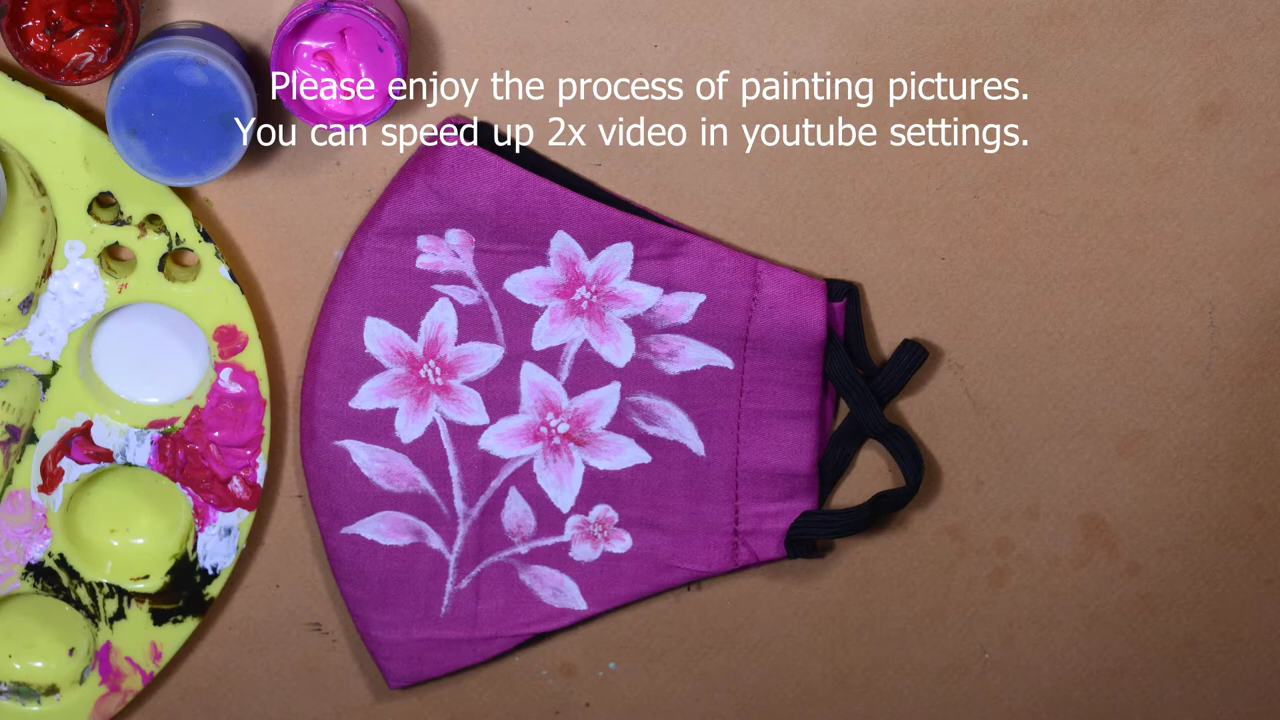 Please enjoy the process of painting pictures.
You can speed up 2x video in youtube settings.